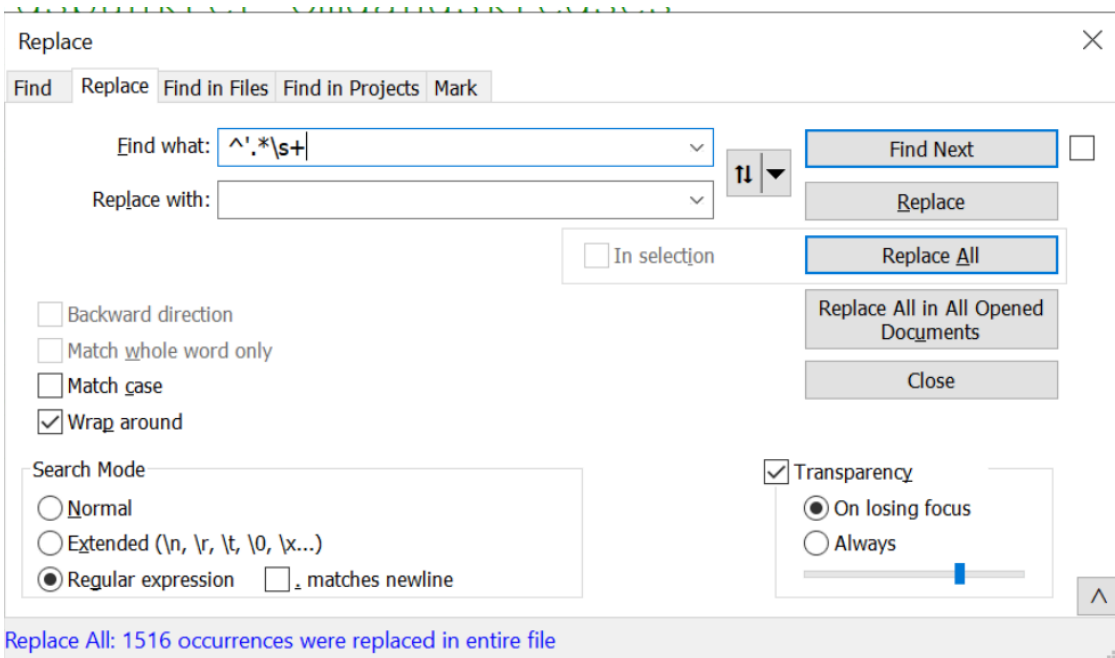 Replace
Find Replace Find in Files Find in Projects Mark
Find what: ^'.*\s+ Find Next
Replace with: Replace
In selection Replace All
Backward direction Replace All in All Opened
Documents
Match whole word only
Match case Close
Wrap around
Search Mode Transparency
Normal On losing focus
Extended (\n, \r, \t, \0, \x...) Always
Regular expression . matches newline
Replace All: 1516 occurrences were replaced in entire file